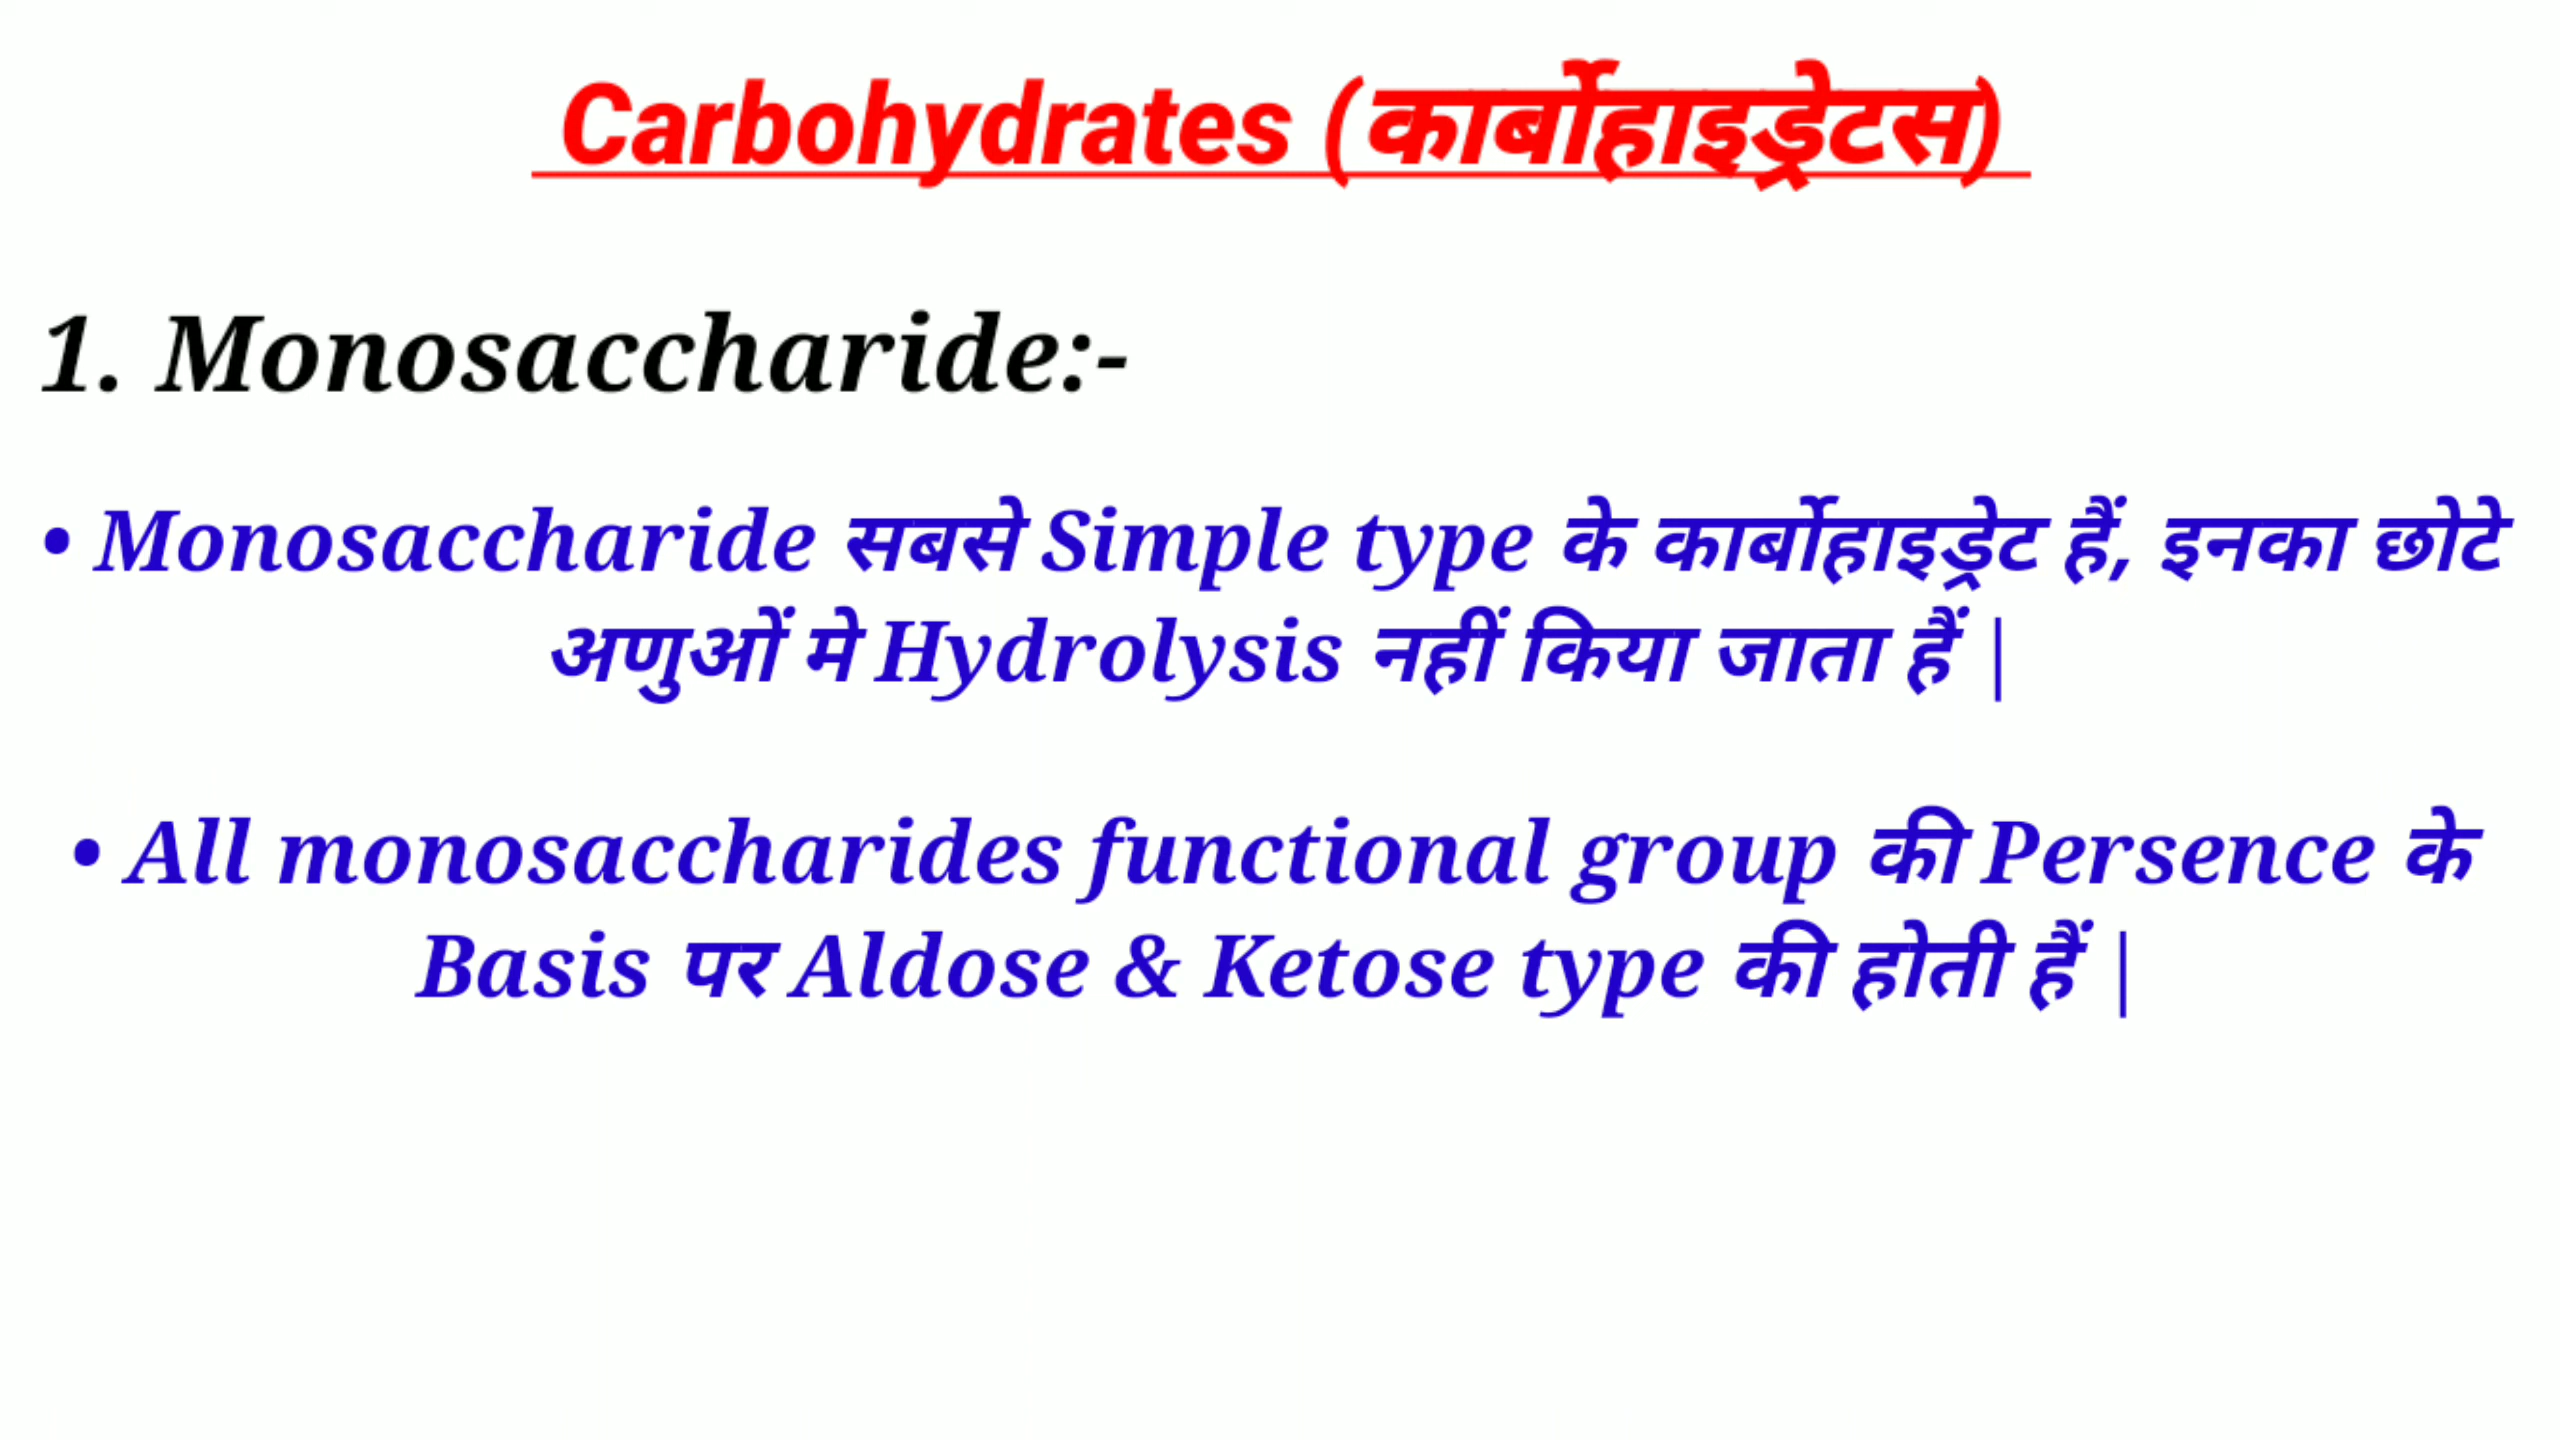 Carbohydrates (कार्बोहाइड्रेटस)
1. Monosaccharide:-
• Monosaccharide सबसे Simple type के कार्बोहाइड्रेट हैं, इनका छोटे
अणुओं मे Hydrolysis नहीं किया जाता हैं |
• All monosaccharides functional group की Persence के
Basis पर Aldose & Ketose type की होती हैं |